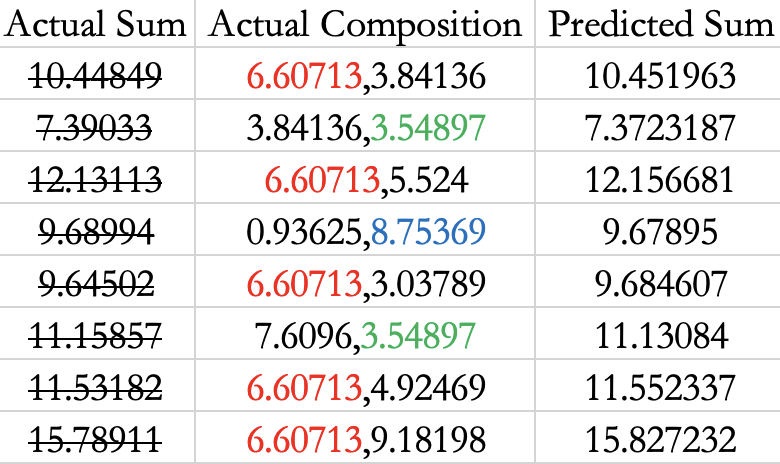 Actual Sum Actual Composition Predicted Sum
10.44849 6.60713,3.84136 10.451963
7.39033 3.84136,3.54897 7.3723187
12.13113 6.60713,5.524 12.156681
9.68994 0.93625,8.75369 9.67895
9.64502 6.60713,3.03789 9.684607
11.15857 7.6096,3.54897 11.13084
11.53182 6.60713,4.92469 11.552337
15.78911 6.60713,9.18198 15.827232